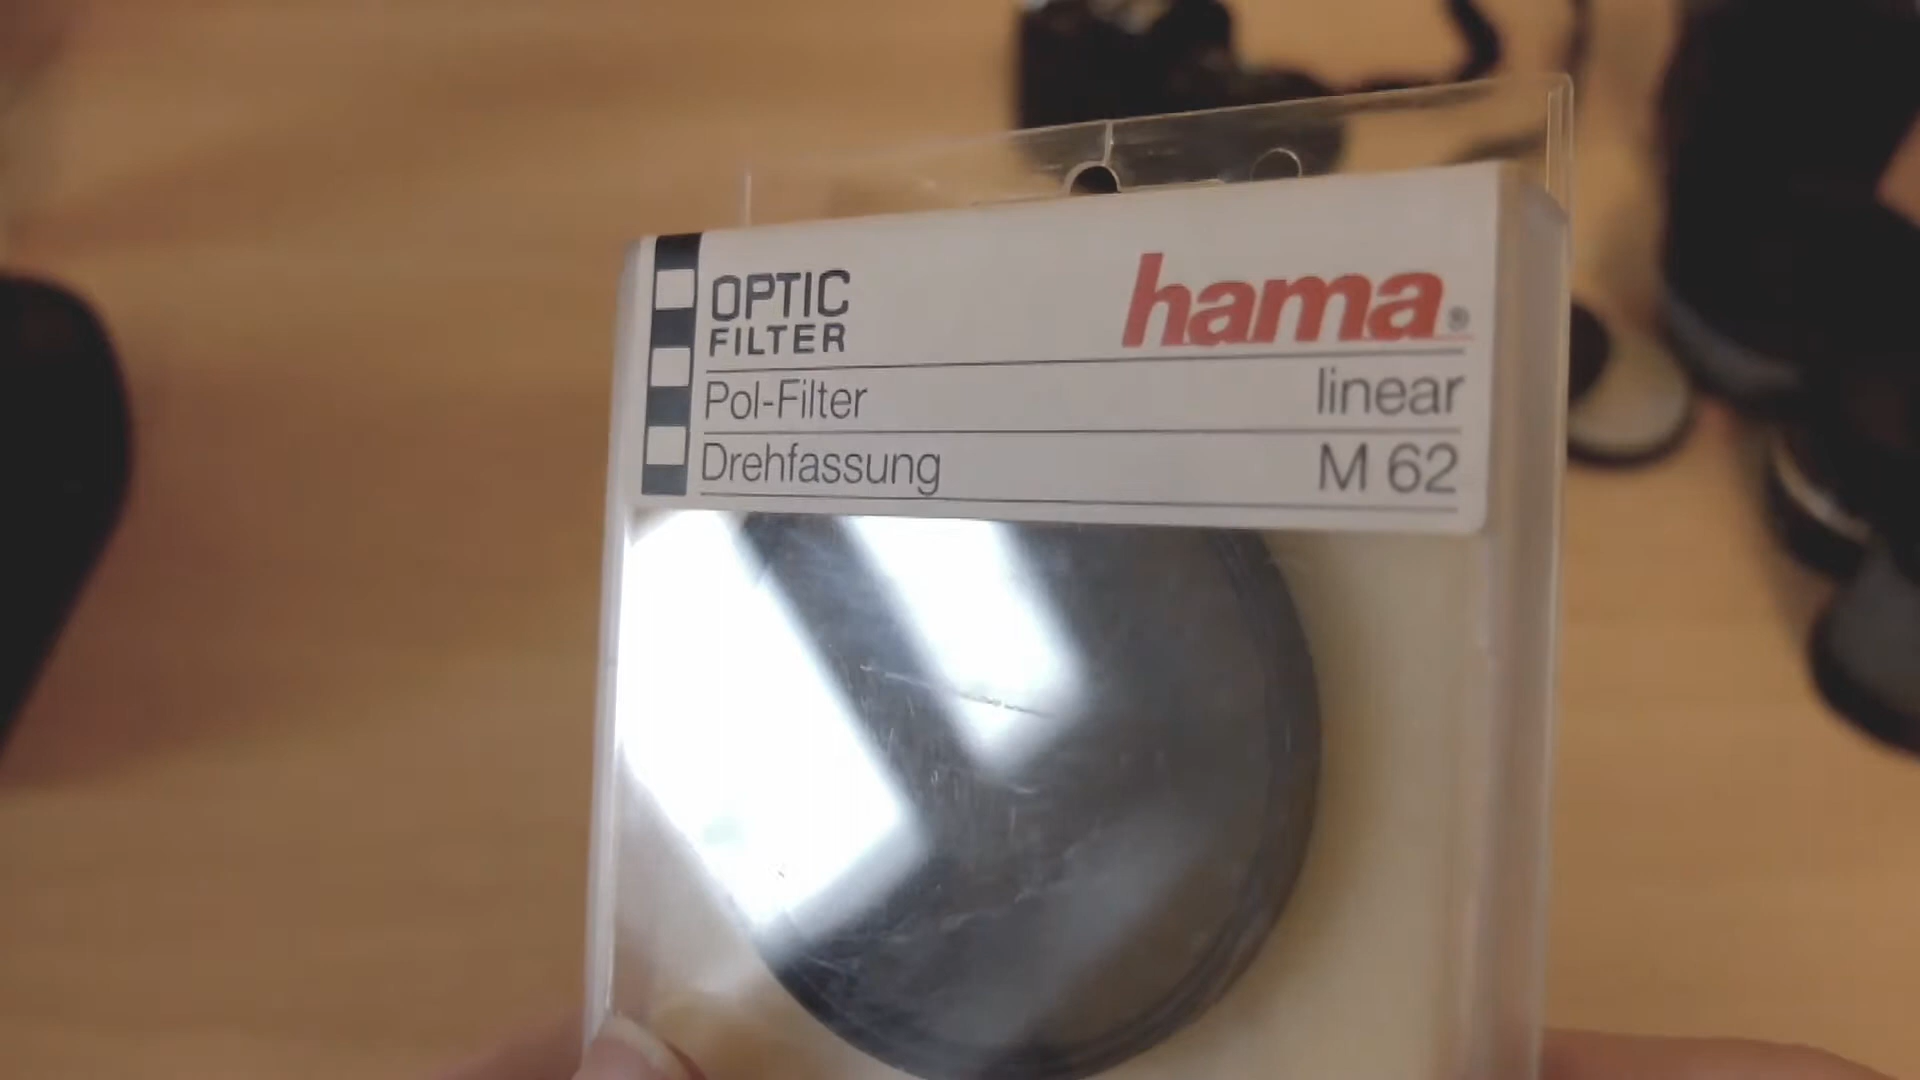 OPTIC
FILTER
hama®
Pol-Filter linear
Drehfassung M 62